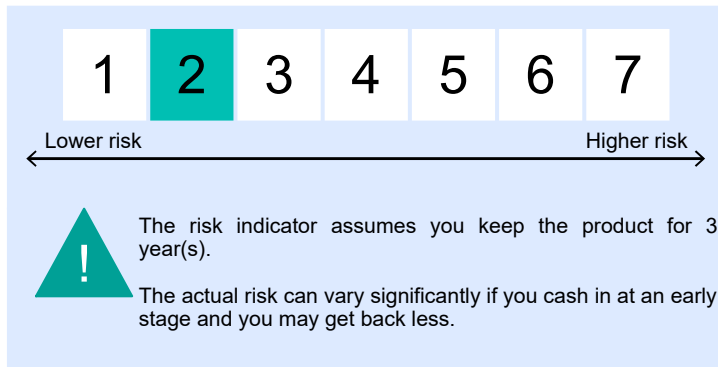 1 2 3 4 5 6 7
Lower risk Higher risk
The risk indicator assumes you keep the product for 3
year(s).
!
The actual risk can vary significantly if you cash in at an early
stage and you may get back less.